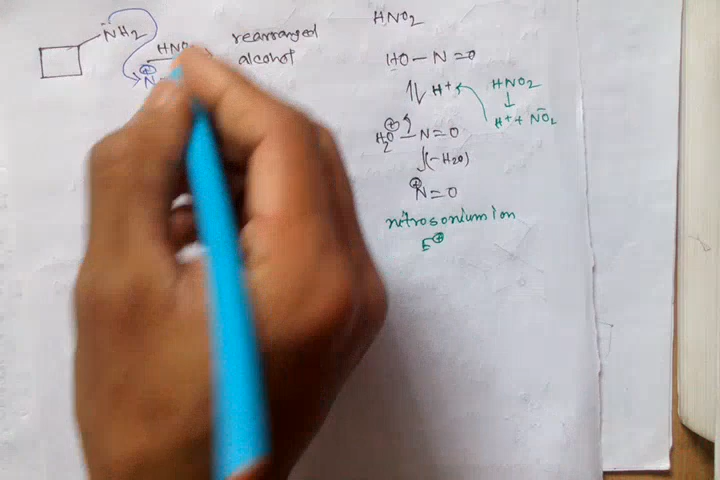 NH2
HNO
rearranged
alcohol
⊕
N
HNO2
HO - N = O
H+
HNO2
H+ + NO2
⊕
H2O - N = O
(-H2O)
⊕
N = O
nitrosonium ion
E⊕